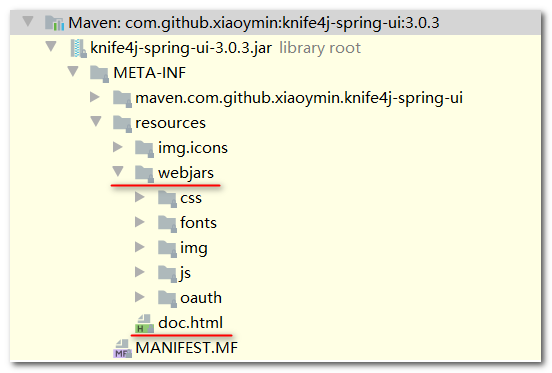 Maven: com.github.xiaoymin:knife4j-spring-ui:3.0.3
knife4j-spring-ui-3.0.3.jar library root
META-INF
maven.com.github.xiaoymin.knife4j-spring-ui
resources
img.icons
webjars
css
fonts
img
js
oauth
H doc.html
MF MANIFEST.MF